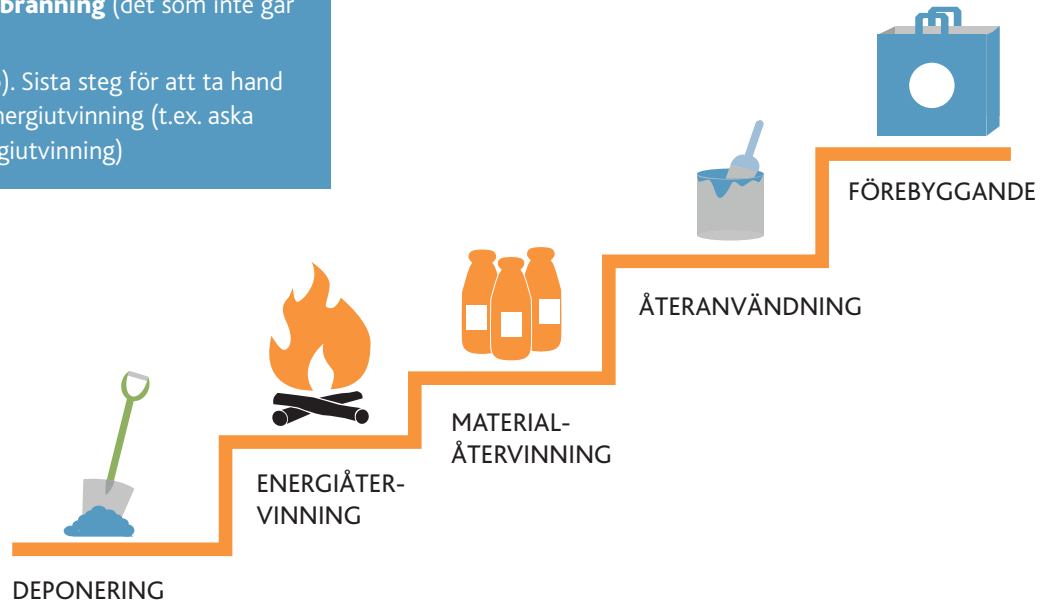 bränning (det som inte går
). Sista steg för att ta hand
nergiutvinning (t.ex. aska
giutvinning)
FÖREBYGGANDE
ÅTERANVÄNDNING
MATERIAL-
ÅTERVINNING
ENERGIÅTER-
VINNING
DEPONERING